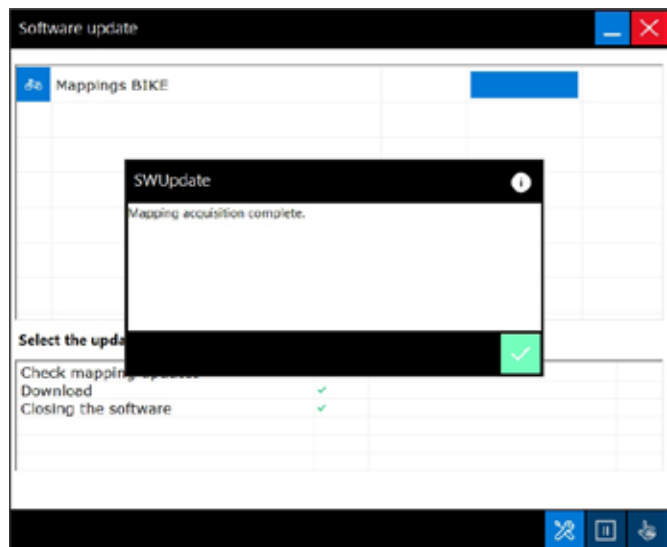 Software update
Mappings BIKE
SWUpdate
Mapping acquisition complete.
Select the upda
Check mapping updates
Download
Closing the software